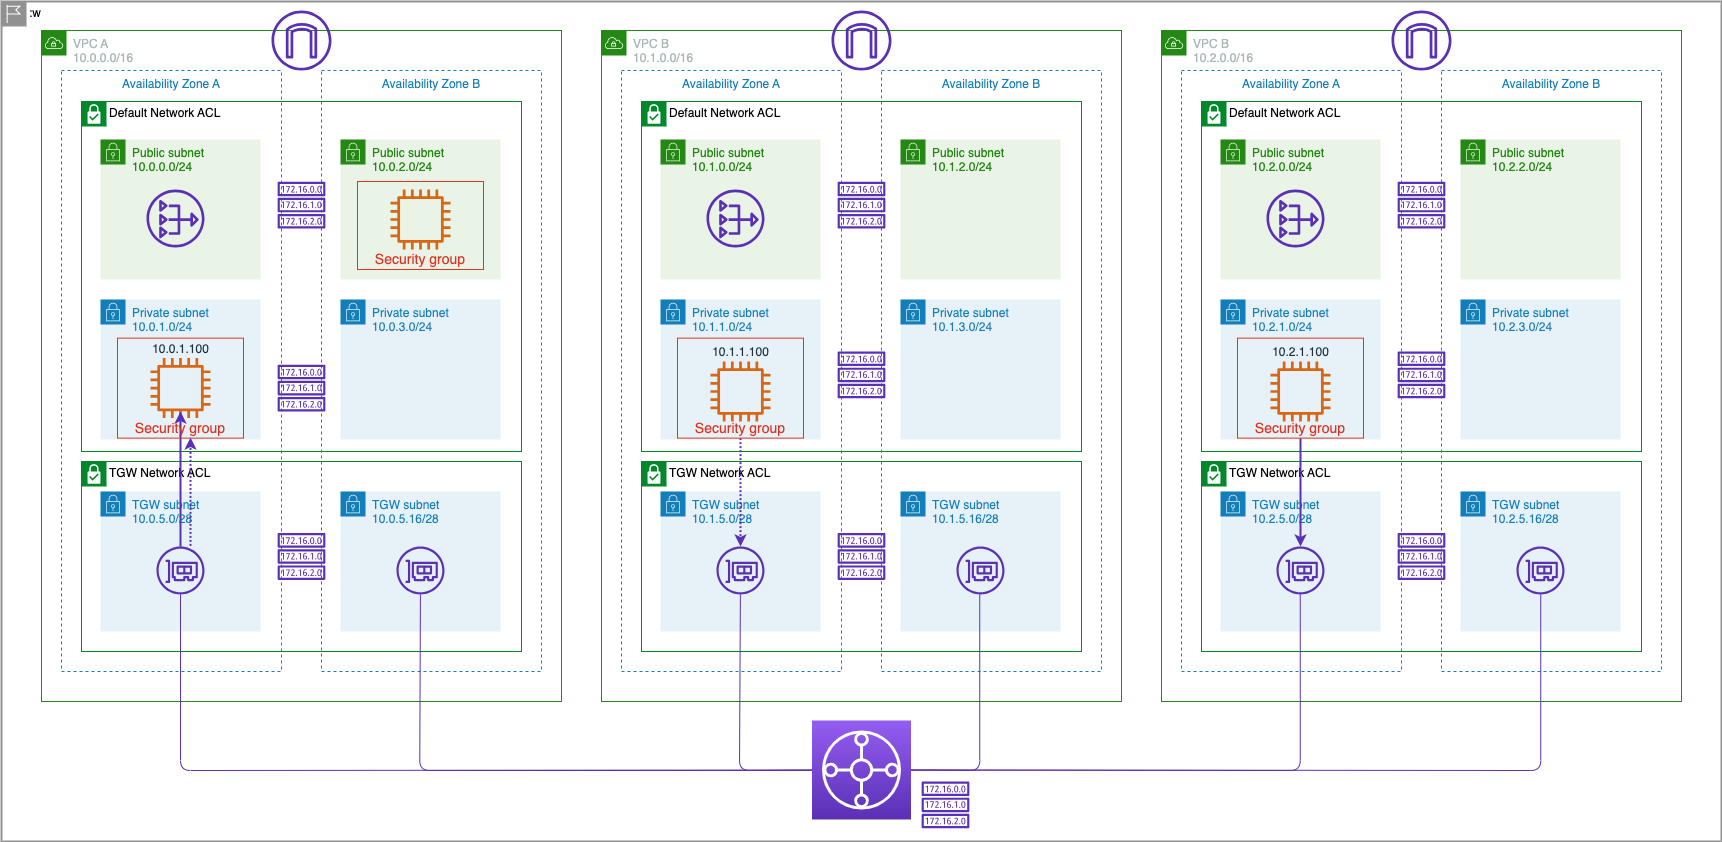 :w
VPC A
10.0.0.0/16
Availability Zone A
Availability Zone B
Default Network ACL
Public subnet
10.0.0.0/24
Public subnet
10.0.2.0/24
172.16.0.0
172.16.1.0
172.16.2.0
Security group
Private subnet
10.0.1.0/24
Private subnet
10.0.3.0/24
10.0.1.100
172.16.0.0
172.16.1.0
172.16.2.0
Security group
TGW Network ACL
TGW subnet
10.0.5.0/28
TGW subnet
10.0.5.16/28
172.16.0.0
172.16.1.0
172.16.2.0
VPC B
10.1.0.0/16
Availability Zone A
Availability Zone B
Default Network ACL
Public subnet
10.1.0.0/24
Public subnet
10.1.2.0/24
172.16.0.0
172.16.1.0
172.16.2.0
Private subnet
10.1.1.0/24
Private subnet
10.1.3.0/24
10.1.1.100
172.16.0.0
172.16.1.0
172.16.2.0
Security group
TGW Network ACL
TGW subnet
10.1.5.0/28
TGW subnet
10.1.5.16/28
172.16.0.0
172.16.1.0
172.16.2.0
VPC B
10.2.0.0/16
Availability Zone A
Availability Zone B
Default Network ACL
Public subnet
10.2.0.0/24
Public subnet
10.2.2.0/24
172.16.0.0
172.16.1.0
172.16.2.0
Private subnet
10.2.1.0/24
Private subnet
10.2.3.0/24
10.2.1.100
172.16.0.0
172.16.1.0
172.16.2.0
Security group
TGW Network ACL
TGW subnet
10.2.5.0/28
TGW subnet
10.2.5.16/28
172.16.0.0
172.16.1.0
172.16.2.0
172.16.0.0
172.16.1.0
172.16.2.0